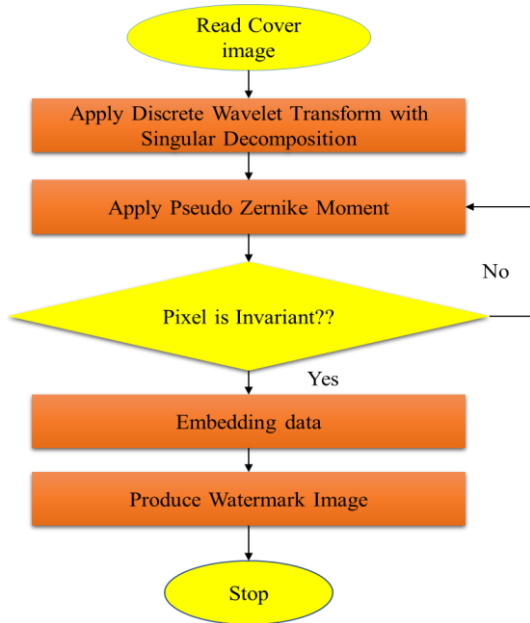 Read Cover
image
Apply Discrete Wavelet Transform with
Singular Decomposition
Apply Pseudo Zernike Moment
No
Pixel is Invariant??
Yes
Embedding data
Produce Watermark Image
Stop